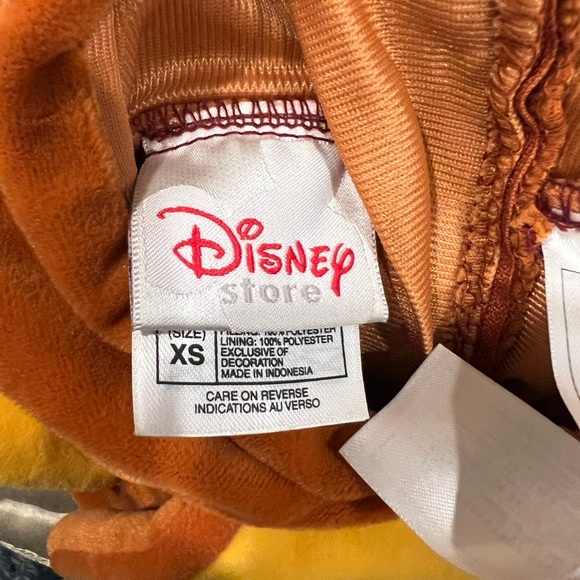 Disney
store
(SIZE)
XS
FILLING: 100% POLYESTER
LINING: 100% POLYESTER
EXCLUSIVE OF
DECORATION
MADE IN INDONESIA
CARE ON REVERSE
INDICATIONS AU VERSO